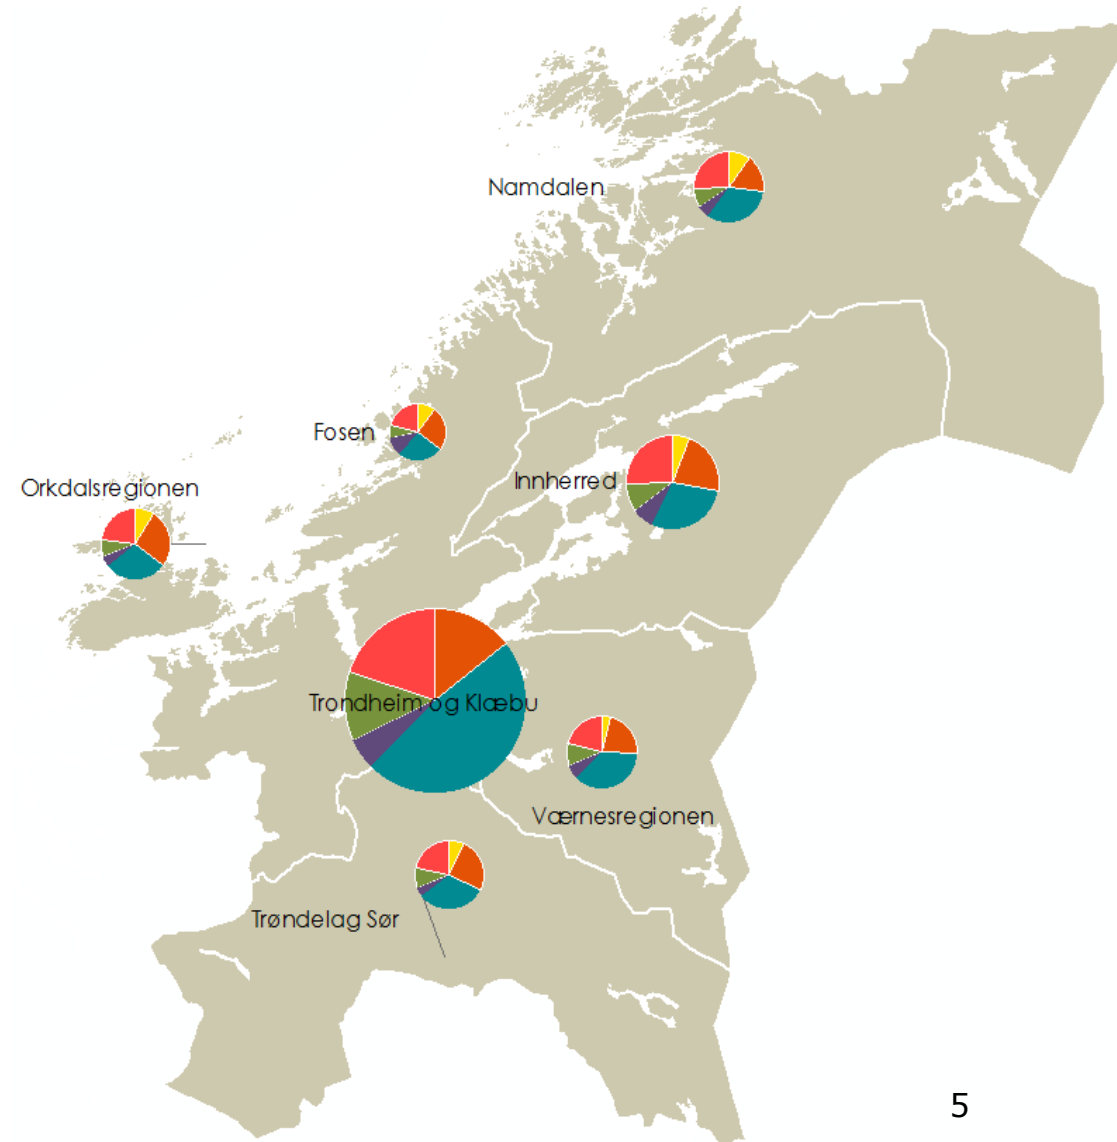 Namdalen
Fosen
Innherred
Orkdalsregionen
Trondheim og Klæbu
Værnesregionen
Trøndelag Sør
5